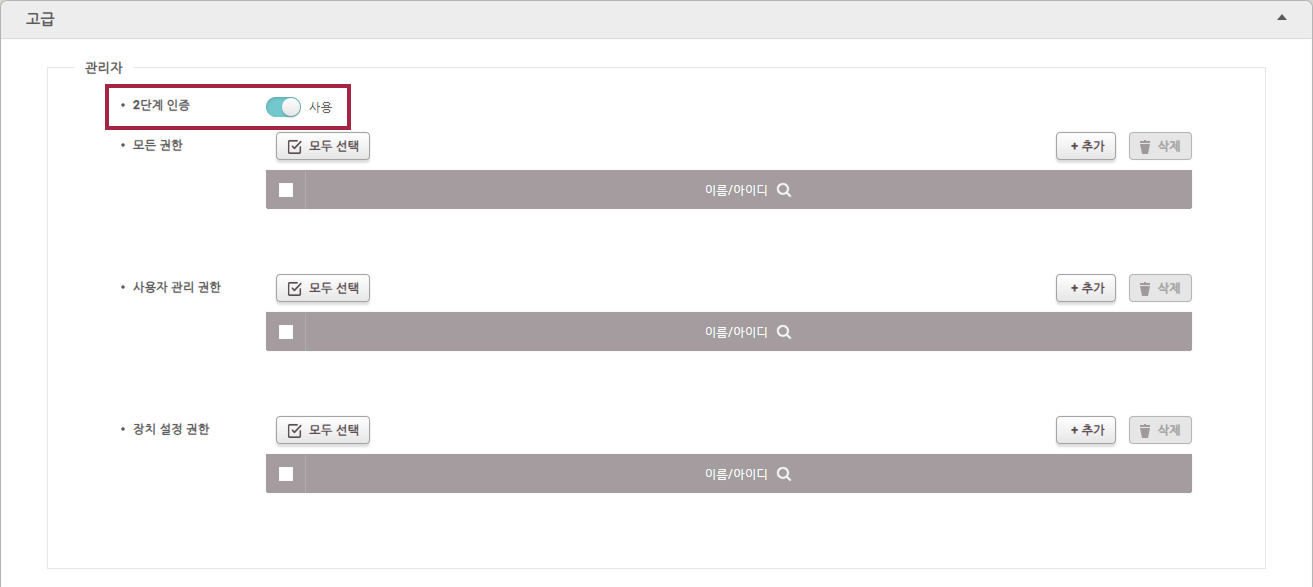 고급
관리자
• 2단계 인증 사용
• 모든 권한 모두 선택 + 추가 삭제
이름/아이디
• 사용자 관리 권한 모두 선택 + 추가 삭제
이름/아이디
• 장치 설정 권한 모두 선택 + 추가 삭제
이름/아이디